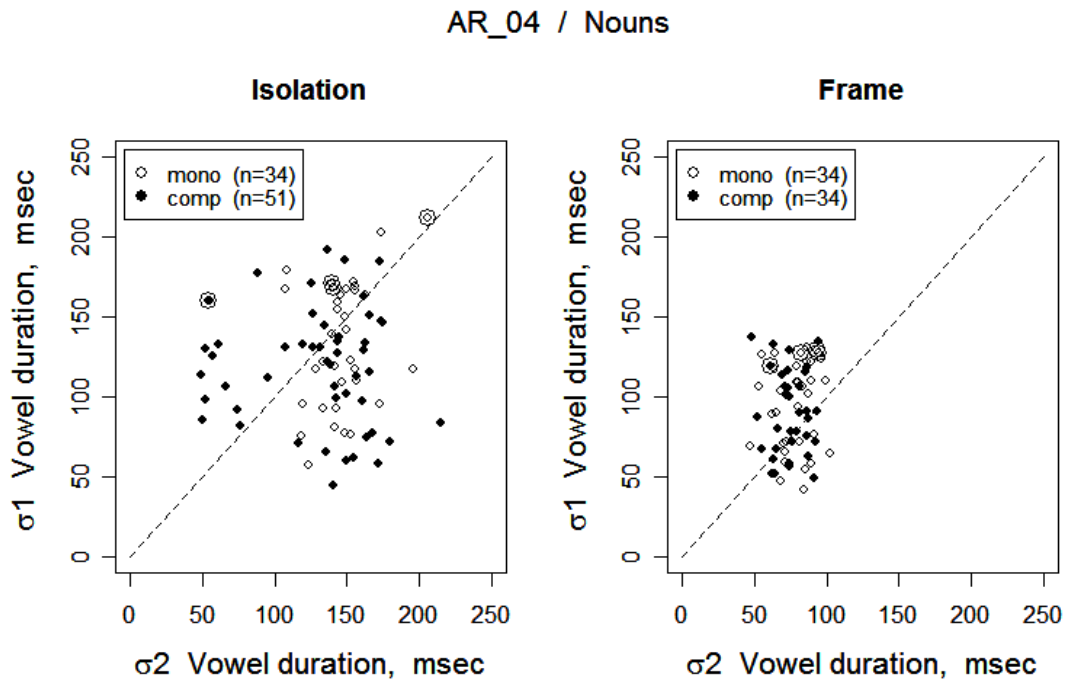 AR_04 / Nouns
Isolation
mono (n=34)
comp (n=51)
σ1 Vowel duration, msec
0 50 100 150 200 250
0 50 100 150 200 250
σ2 Vowel duration, msec
Frame
mono (n=34)
comp (n=34)
σ1 Vowel duration, msec
0 50 100 150 200 250
0 50 100 150 200 250
σ2 Vowel duration, msec